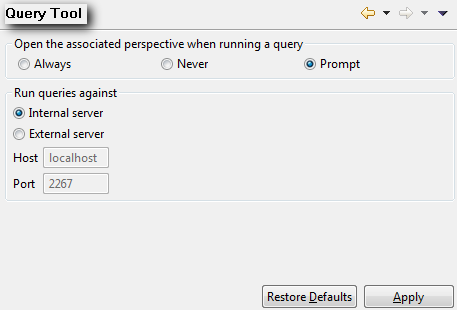 Query Tool
Open the associated perspective when running a query
Always Never Prompt
Run queries against
Internal server
External server
Host localhost
Port 2267
Restore Defaults Apply